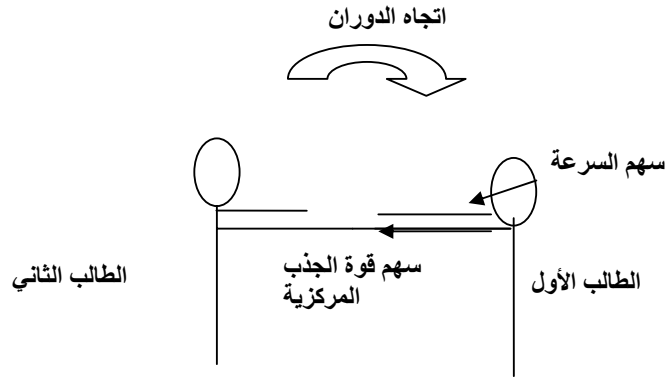 اتجاه الدوران
سهم السرعة
الطالب الأول
سهم قوة الجذب
المركزية
الطالب الثاني